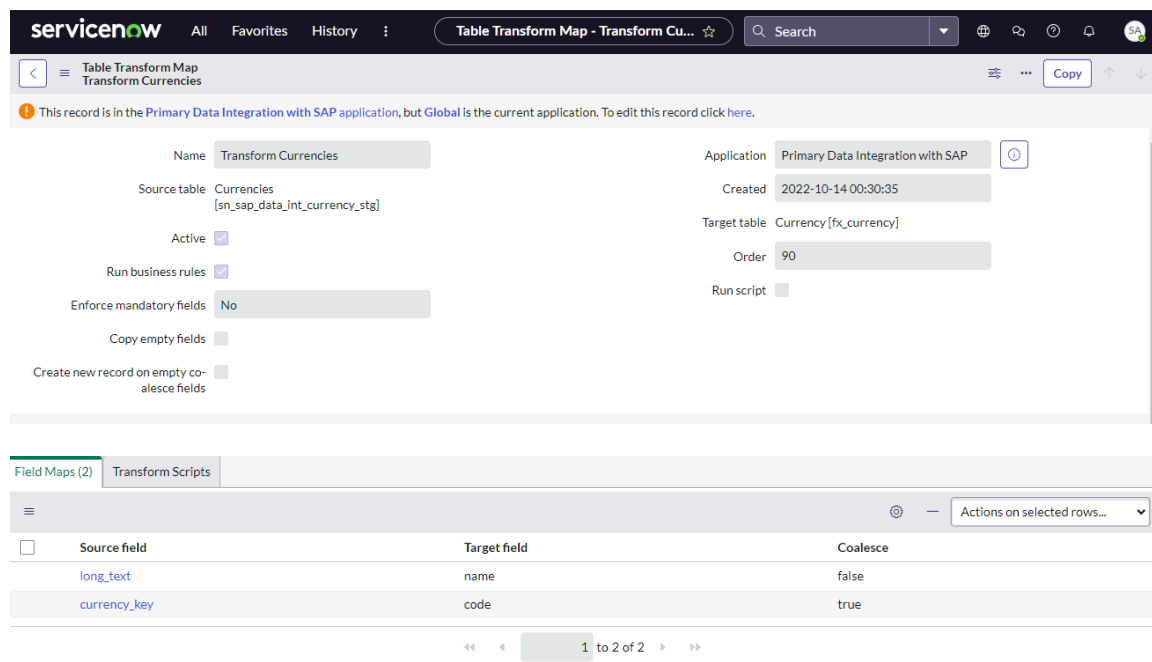 servicenow All Favorites History Table Transform Map - Transform Cu... Search SA
Table Transform Map
Transform Currencies
Copy
This record is in the Primary Data Integration with SAP application, but Global is the current application. To edit this record click here.
Name Transform Currencies
Application Primary Data Integration with SAP
Source table Currencies
[sn_sap_data_int_currency_stg]
Created 2022-10-14 00:30:35
Target table Currency [fx_currency]
Active
Order 90
Run business rules
Run script
Enforce mandatory fields No
Copy empty fields
Create new record on empty co-
alesce fields
Field Maps (2) Transform Scripts
Actions on selected rows...
Source field Target field Coalesce
long_text name false
currency_key code true
1 to 2 of 2